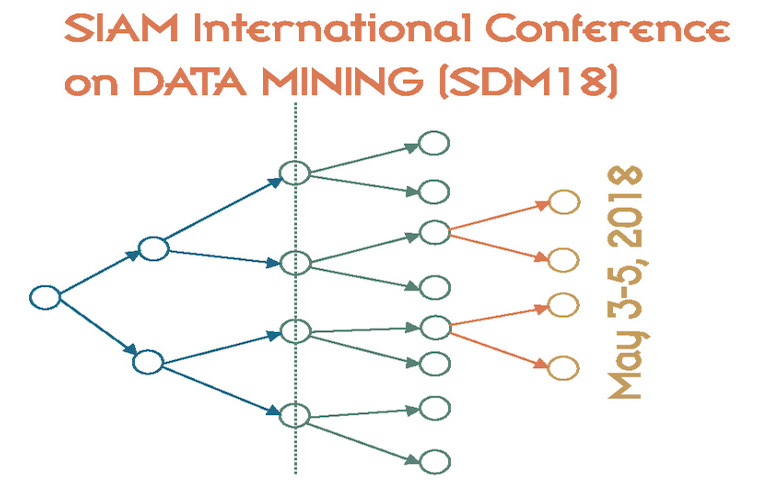 SIAM International Conference
on DATA MINING (SDM18)
May 3-5, 2018